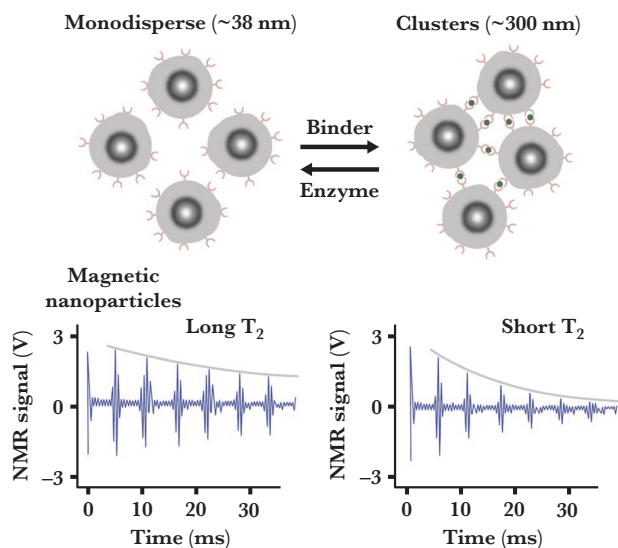 Monodisperse (~38 nm)
Clusters (~300 nm)
Binder
Enzyme
Magnetic
nanoparticles
Long T₂
NMR signal (V)
3
0
−3
0 10 20 30
Time (ms)
Short T₂
NMR signal (V)
3
0
−3
0 10 20 30
Time (ms)